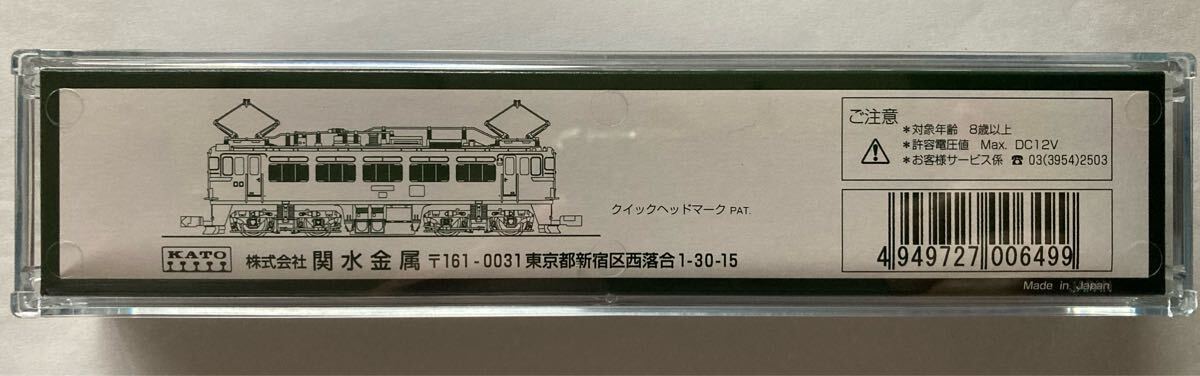 クイックヘッドマーク PAT.
KATO 株式会社 関水金属 〒161-0031 東京都新宿区西落合1-30-15
ご注意
*対象年齢 8歳以上
*許容電圧値 Max. DC12V
*お客様サービス係 ☎ 03(3954)2503
4 949727 006499
Made in Japan